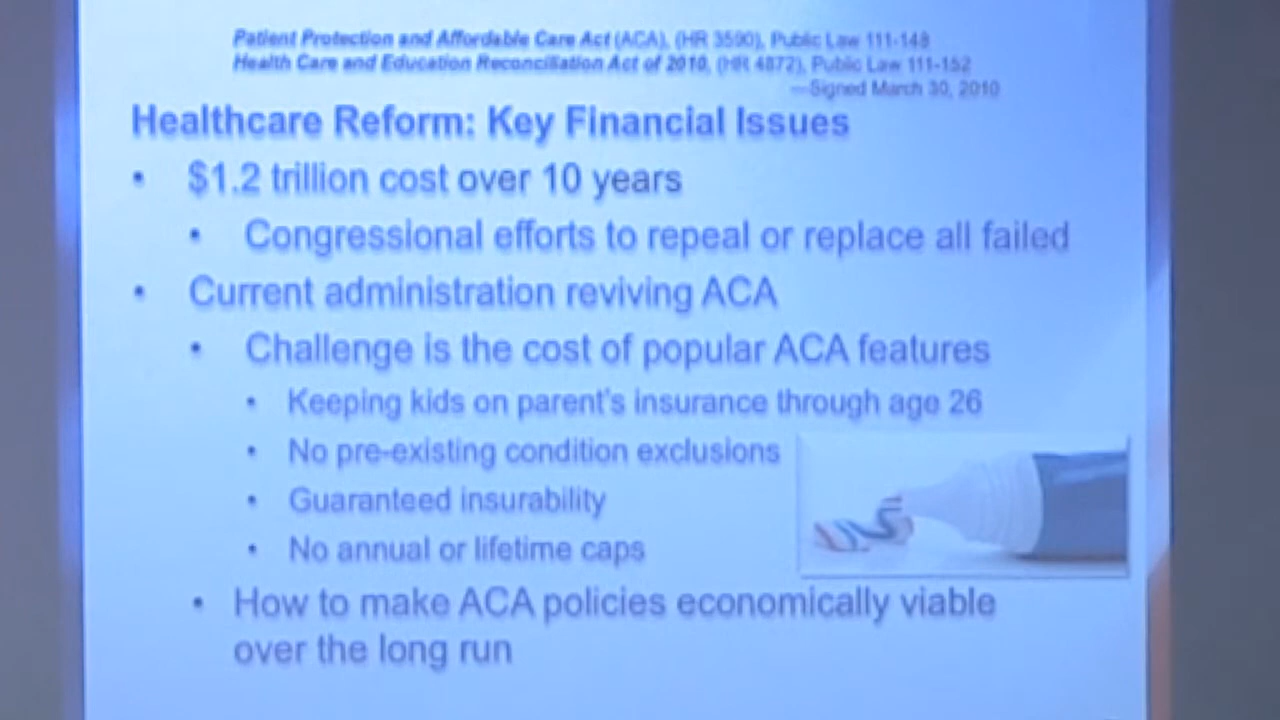 Patient Protection and Affordable Care Act (ACA), (HR 3590), Public Law 111-148
Health Care and Education Reconciliation Act of 2010, (HR 4872), Public Law 111-152
—Signed March 30, 2010
Healthcare Reform: Key Financial Issues
• $1.2 trillion cost over 10 years
• Congressional efforts to repeal or replace all failed
• Current administration reviving ACA
• Challenge is the cost of popular ACA features
• Keeping kids on parent's insurance through age 26
• No pre-existing condition exclusions
• Guaranteed insurability
• No annual or lifetime caps
• How to make ACA policies economically viable
over the long run